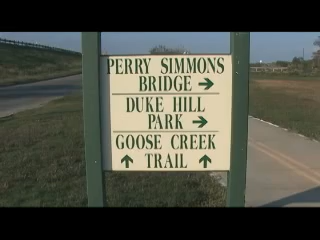 PERRY SIMMONS
BRIDGE →
DUKE HILL
PARK →
GOOSE CREEK
↑ TRAIL ↑